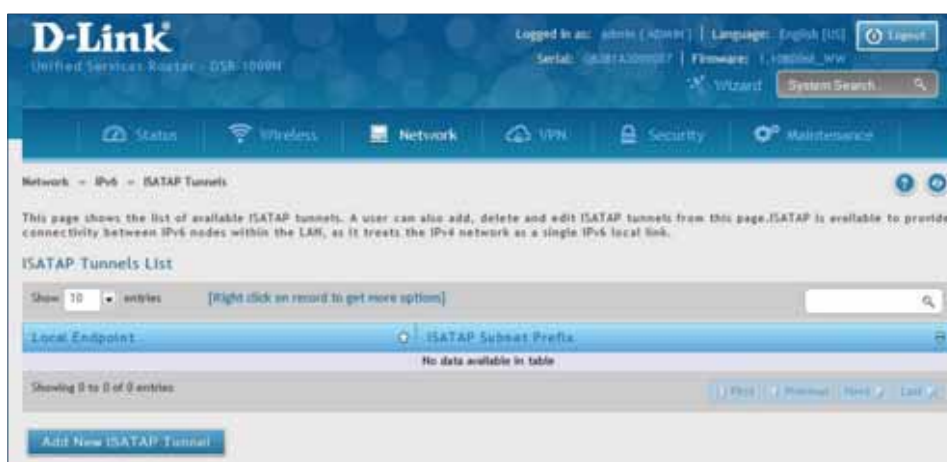 D-Link
Unified Services Router - DSR-1000N
Logged in as: admin ( ADMIN ) | Language: English [US]
Logout
Serial: | Firmware:
Wizard
System Search..
Status
Wireless
Network
VPN
Security
Maintenance
Network » IPv6 » ISATAP Tunnels
This page shows the list of available ISATAP tunnels. A user can also add, delete and edit ISATAP tunnels from this page.ISATAP is available to provide
connectivity between IPv6 nodes within the LAN, as it treats the IPv4 network as a single IPv6 local link.
ISATAP Tunnels List
Show 10 entries [Right click on record to get more options]
Local Endpoint
ISATAP Subnet Prefix
No data available in table
Showing 0 to 0 of 0 entries
First Previous Next Last
Add New ISATAP Tunnel